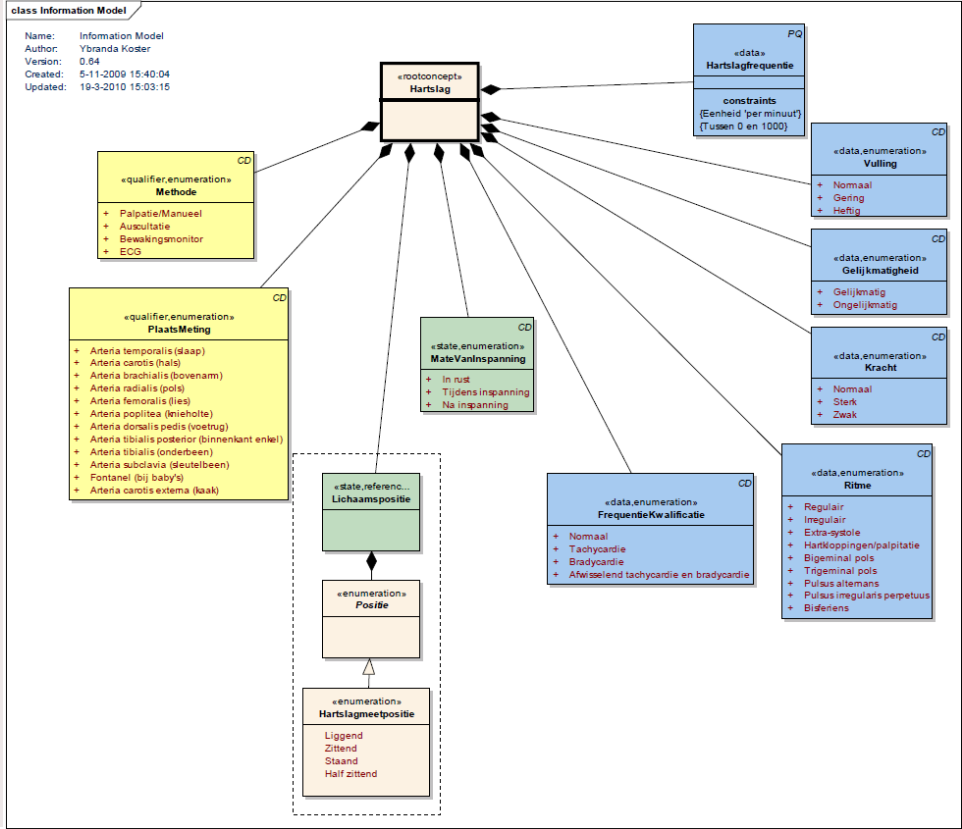 class Information Model
Name: Information Model
Author: Ybranda Koster
Version: 0.64
Created: 5-11-2009 15:40:04
Updated: 19-3-2010 15:03:15
«rootconcept»
Hartslag
PQ
«data»
Hartslagfrequentie
constraints
{Eenheid 'per minuut'}
{Tussen 0 en 1000}
CD
«data,enumeration»
Vulling
+ Normaal
+ Gering
+ Heftig
CD
«qualifier,enumeration»
Methode
+ Palpatie/Manueel
+ Auscultatie
+ Bewakingsmonitor
+ ECG
CD
«data,enumeration»
Gelijkmatigheid
+ Gelijkmatig
+ Ongelijkmatig
CD
«qualifier,enumeration»
PlaatsMeting
+ Arteria temporalis (slaap)
+ Arteria carotis (hals)
+ Arteria brachialis (bovenarm)
+ Arteria radialis (pols)
+ Arteria femoralis (lies)
+ Arteria poplitea (knieholte)
+ Arteria dorsalis pedis (voetrug)
+ Arteria tibialis posterior (binnenkant enkel)
+ Arteria tibialis (onderbeen)
+ Arteria subclavia (sleutelbeen)
+ Fontanel (bij baby's)
+ Arteria carotis externa (kaak)
CD
«state,enumeration»
MateVanInspanning
+ In rust
+ Tijdens inspanning
+ Na inspanning
CD
«data,enumeration»
Kracht
+ Normaal
+ Sterk
+ Zwak
CD
«data,enumeration»
Ritme
+ Regulair
+ Irregulair
+ Extra-systole
+ Hartkloppingen/palpitatie
+ Bigeminal pols
+ Trigeminal pols
+ Pulsus alternans
+ Pulsus irregularis perpetuus
+ Bisferiens
CD
«data,enumeration»
FrequentieKwalificatie
+ Normaal
+ Tachycardie
+ Bradycardie
+ Afwisselend tachycardie en bradycardie
«state,referenc...
Lichaamspositie
«enumeration»
Positie
«enumeration»
Hartslagmeetpositie
Liggend
Zittend
Staand
Half zittend